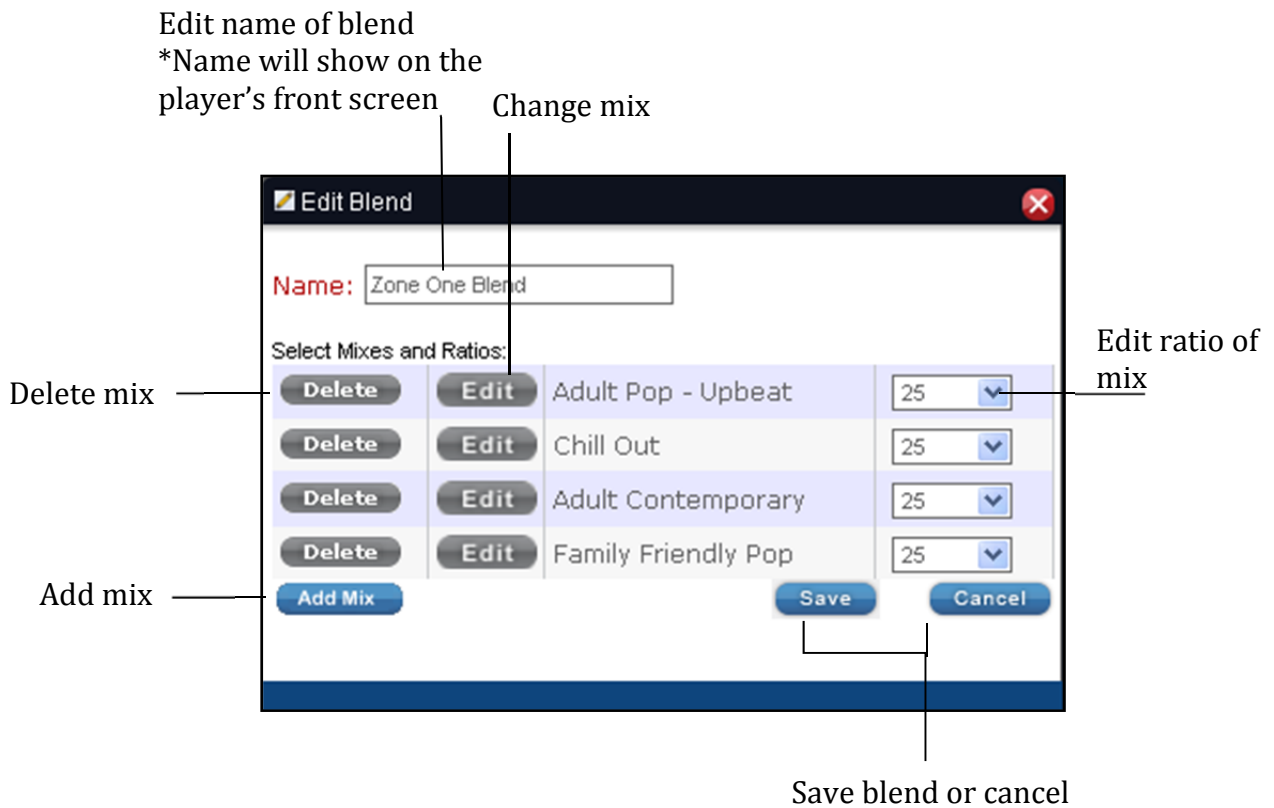 Edit name of blend
*Name will show on the
player’s front screen
Change mix
Edit Blend
Name: Zone One Blend
Select Mixes and Ratios:
Edit ratio of
mix
Delete mix
Delete Edit Adult Pop - Upbeat 25
Delete Edit Chill Out 25
Delete Edit Adult Contemporary 25
Delete Edit Family Friendly Pop 25
Add mix
Add Mix Save Cancel
Save blend or cancel